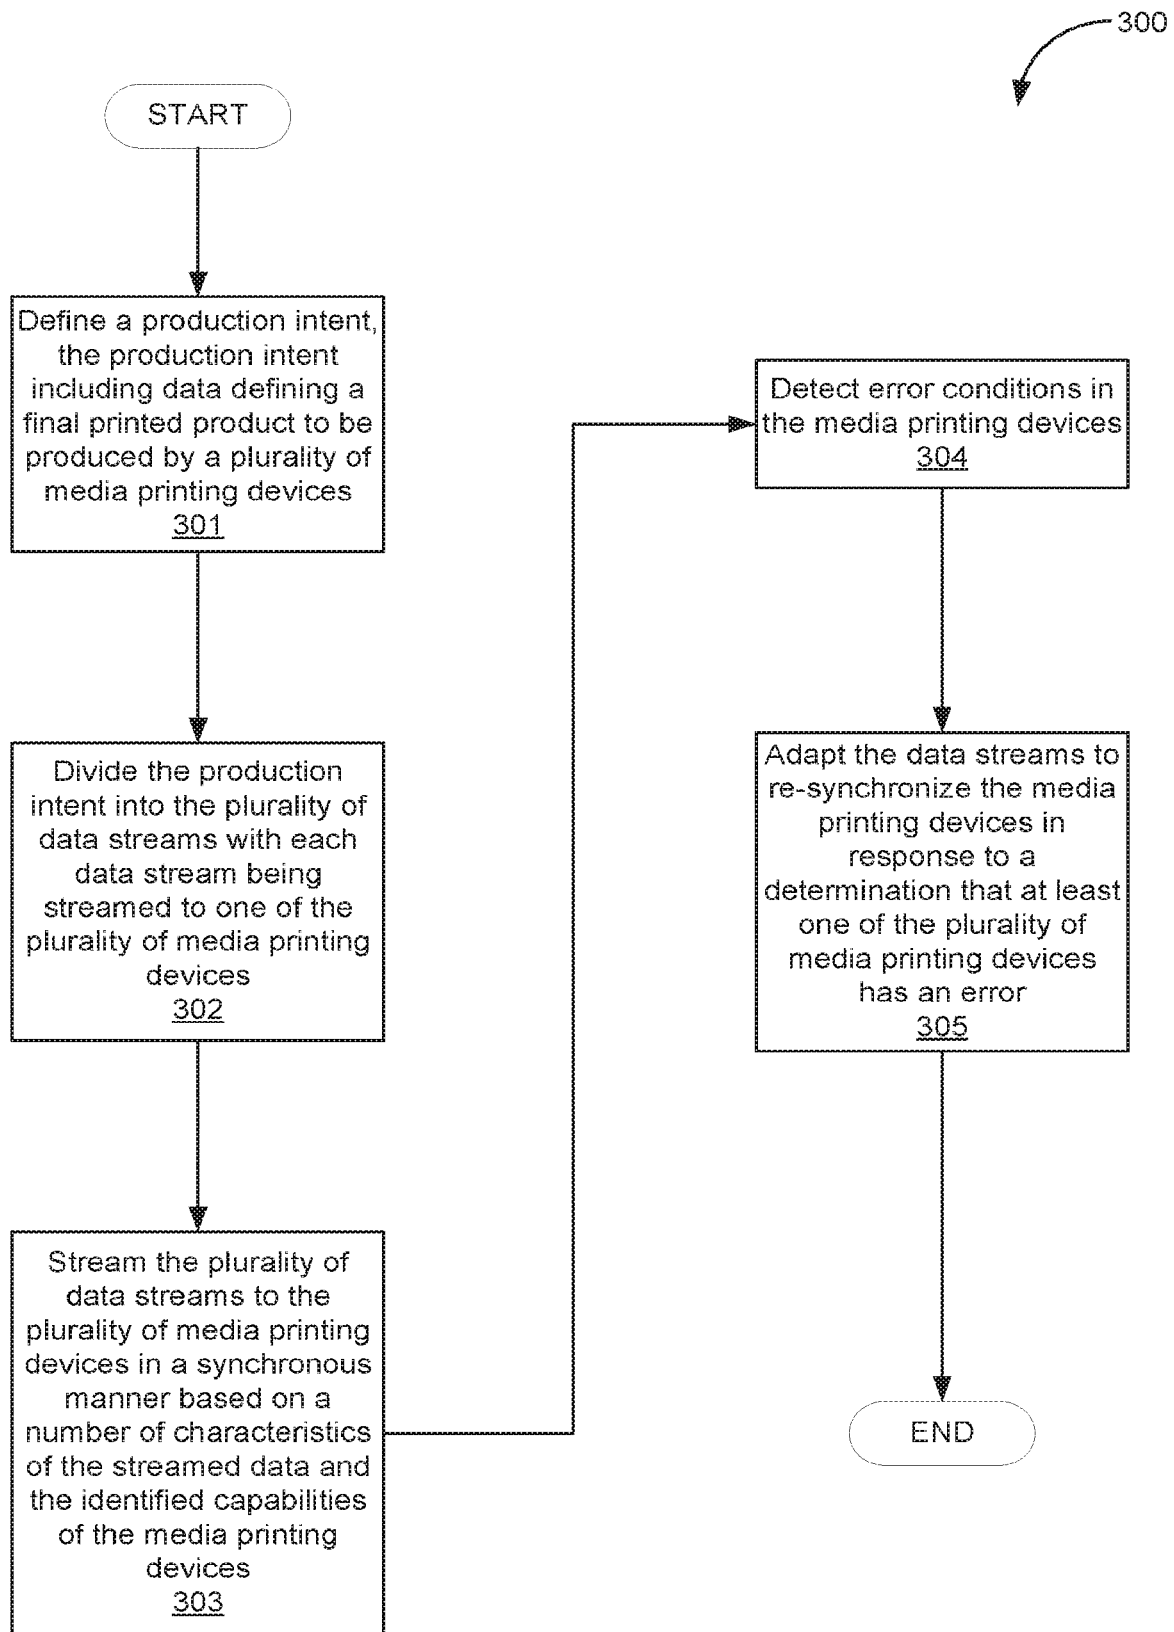 300
START
Define a production intent,
the production intent
including data defining a
final printed product to be
produced by a plurality of
media printing devices
301
Divide the production
intent into the plurality of
data streams with each
data stream being
streamed to one of the
plurality of media printing
devices
302
Stream the plurality of
data streams to the
plurality of media printing
devices in a synchronous
manner based on a
number of characteristics
of the streamed data and
the identified capabilities
of the media printing
devices
303
Detect error conditions in
the media printing devices
304
Adapt the data streams to
re-synchronize the media
printing devices in
response to a
determination that at least
one of the plurality of
media printing devices
has an error
305
END